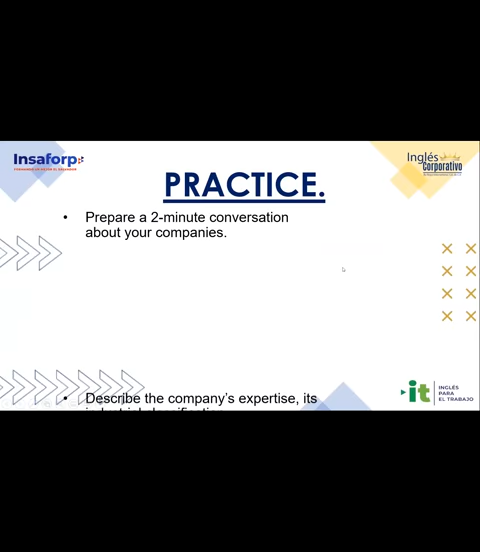 Insaforp
Inglés
Corporativo
PRACTICE.
• Prepare a 2-minute conversation
about your companies.
• Describe the company's expertise, its
it
INGLÉS
PARA
EL TRABAJO